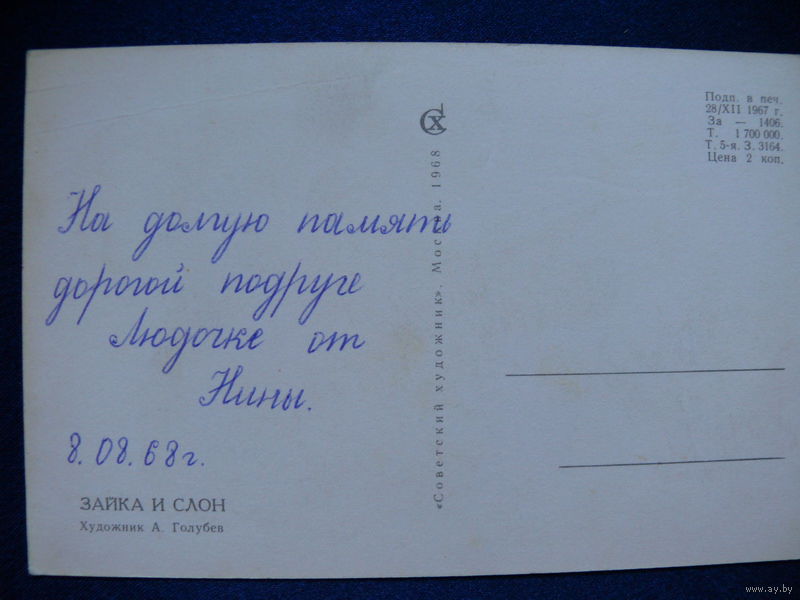 На долгую память
дорогой подруге
Людочке от
Нины.
8.08.68г.
ЗАЙКА И СЛОН
Художник А. Голубев
«Советский художник». Москва. 1968
СХ
Подп. в печ.
28/XII 1967 г.
За — 1406.
Т. 1 700 000.
Т. 5-я. З. 3164.
Цена 2 коп.
https://www.ay.by/